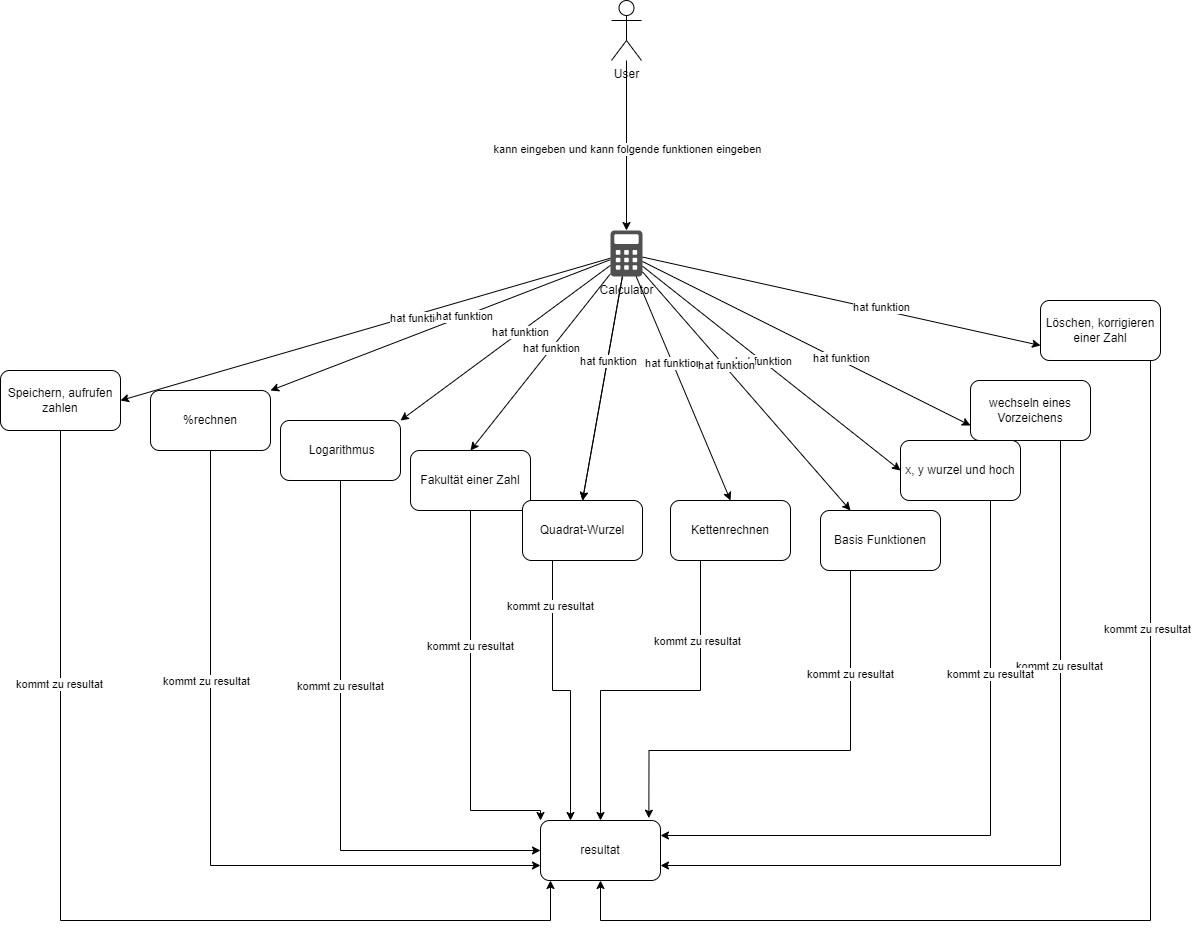 User
kann eingeben und kann folgende funktionen eingeben
Calculator
hat funkti
hat funktion
hat funktion
hat funktion
hat funktion
hat funktion
hat funktion
funktion
hat funktion
hat funktion
Löschen, korrigieren
einer Zahl
Speichern, aufrufen
zahlen
%rechnen
Logarithmus
Fakultät einer Zahl
Quadrat-Wurzel
Kettenrechnen
Basis Funktionen
x, y wurzel und hoch
wechseln eines
Vorzeichens
kommt zu resultat
kommt zu resultat
kommt zu resultat
kommt zu resultat
kommt zu resultat
kommt zu resultat
kommt zu resultat
kommt zu resultat
kommt zu resultat
kommt zu resultat
resultat